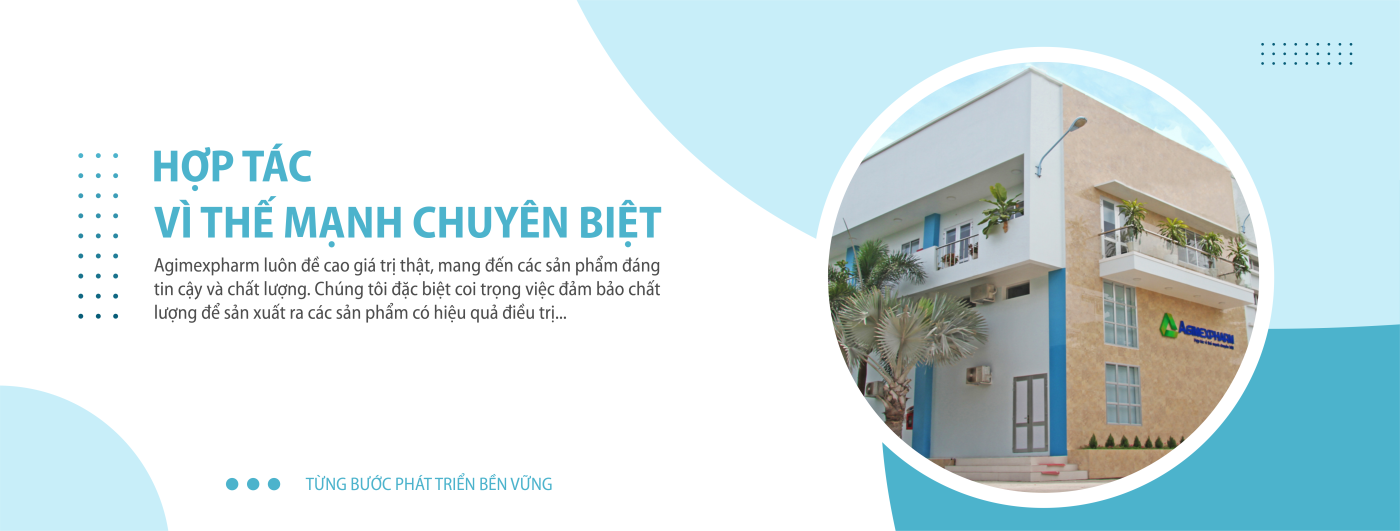 HỢP TÁC
VÌ THẾ MẠNH CHUYÊN BIỆT
Agimexpharm luôn đề cao giá trị thật, mang đến các sản phẩm đáng
tin cậy và chất lượng. Chúng tôi đặc biệt coi trọng việc đảm bảo chất
lượng để sản xuất ra các sản phẩm có hiệu quả điều trị...
AGIMEXPHARM
TỪNG BƯỚC PHÁT TRIỂN BỀN VỮNG